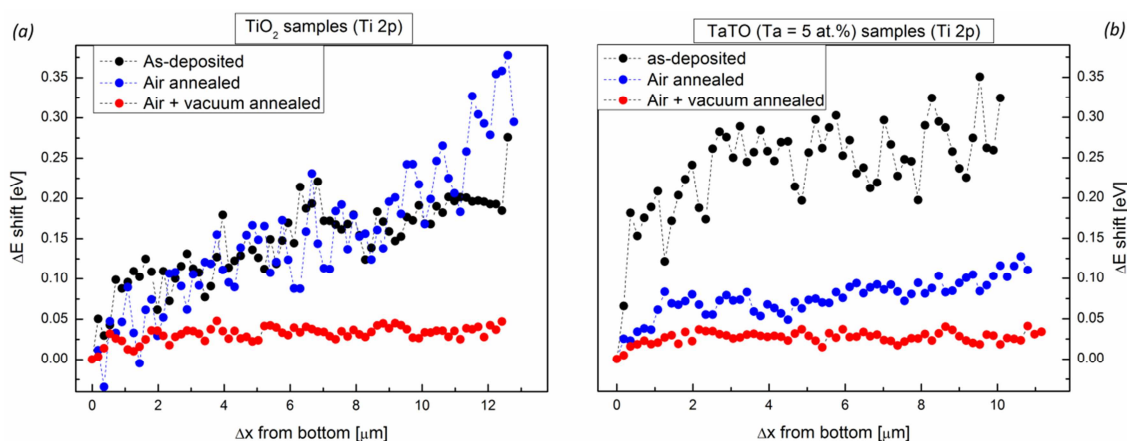 (a)
TiO₂ samples (Ti 2p)
As-deposited
Air annealed
Air + vacuum annealed
0.35
0.30
0.25
0.20
0.15
0.10
0.05
0.00
ΔE shift [eV]
0 2 4 6 8 10 12
Δx from bottom [μm]
TaTO (Ta = 5 at.%) samples (Ti 2p)
(b)
as-deposited
Air annealed
Air + vacuum annealed
0.35
0.30
0.25
0.20
0.15
0.10
0.05
0.00
ΔE shift [eV]
0 2 4 6 8 10
Δx from bottom [μm]